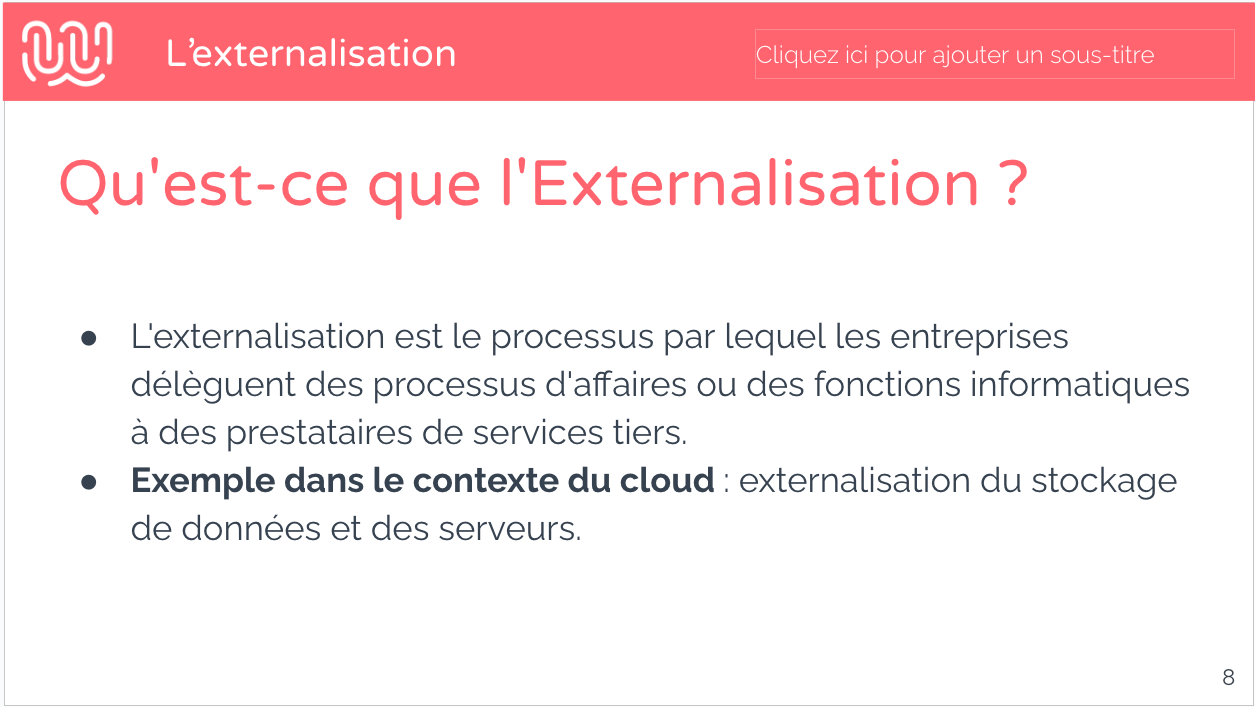 L’externalisation
Cliquez ici pour ajouter un sous-titre
Qu'est-ce que l'Externalisation ?
● L'externalisation est le processus par lequel les entreprises
délèguent des processus d'affaires ou des fonctions informatiques
à des prestataires de services tiers.
● Exemple dans le contexte du cloud : externalisation du stockage
de données et des serveurs.
8